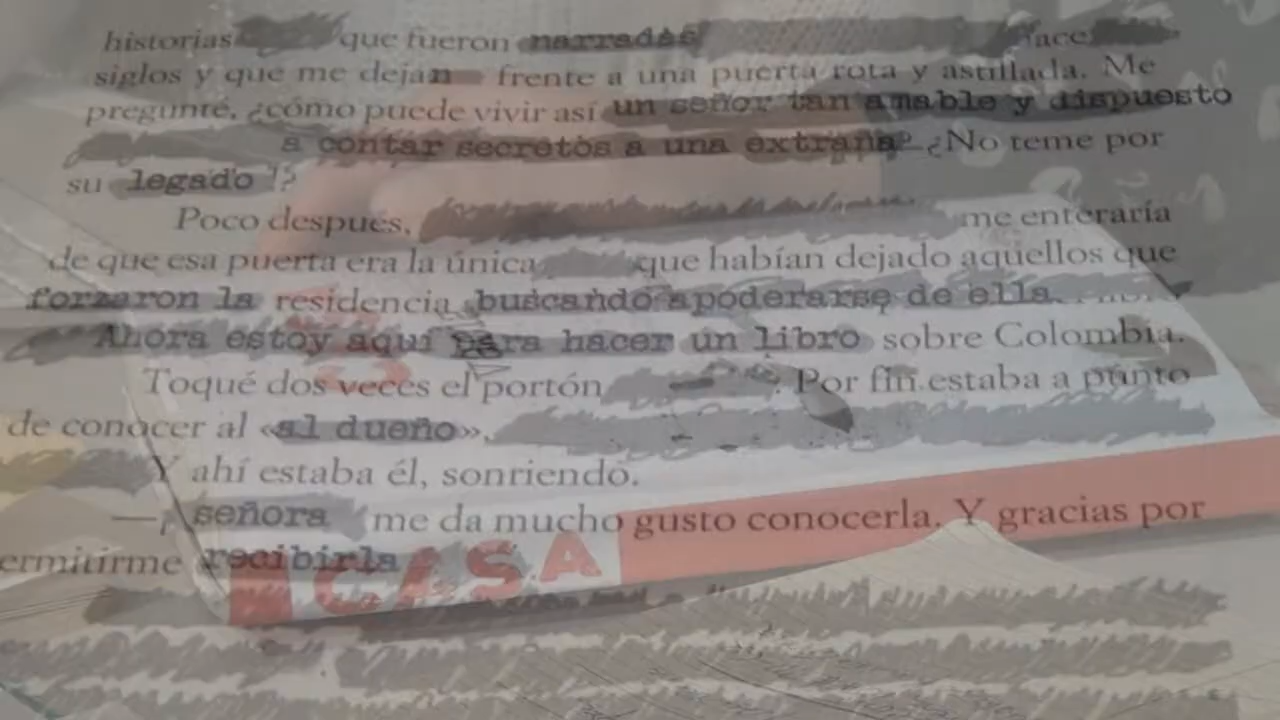 historias que fueron narradas hace
siglos y que me dejan frente a una puerta rota y astillada. Me
pregunté, ¿cómo puede vivir así un señor tan amable y dispuesto
a contar secretos a una extraña? ¿No teme por
su legado !?
Poco después, me enteraría
de que esa puerta era la única que habían dejado aquellos que
forzaron la residencia buscando apoderarse de ella.
Ahora estoy aquí para hacer un libro sobre Colombia.
Toqué dos veces el portón . Por fin estaba a punto
de conocer al «al dueño»,
Y ahí estaba él, sonriendo.
—¡ señora me da mucho gusto conocerla. Y gracias por
ermitirme recibirla
CASA